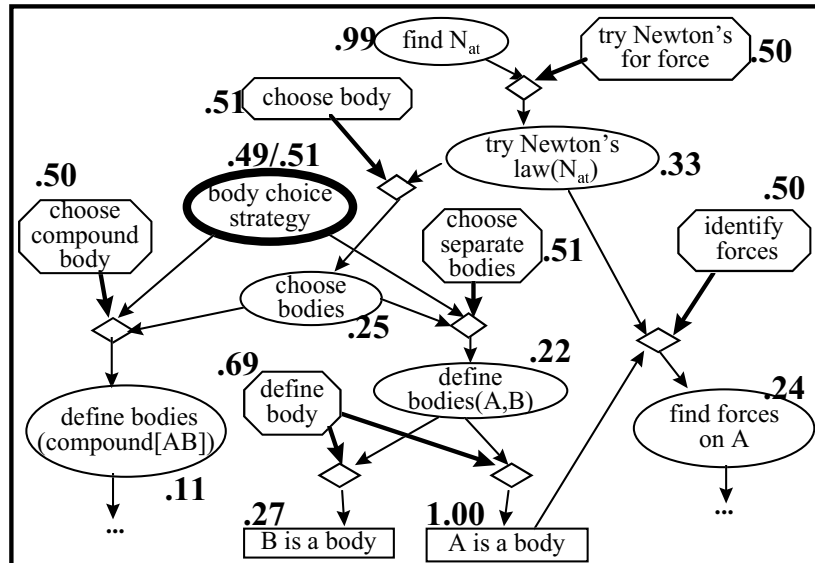 .99
find Nat
try Newton's
for force
.50
.51
choose body
.49/.51
try Newton's
law(Nat)
.33
.50
choose
compound
body
body choice
strategy
choose
separate
bodies
.51
.50
identify
forces
choose
bodies
.25
.22
.69
define
body
define
bodies(A,B)
.24
find forces
on A
define bodies
(compound[AB])
.11
...
.27
1.00
...
B is a body
A is a body